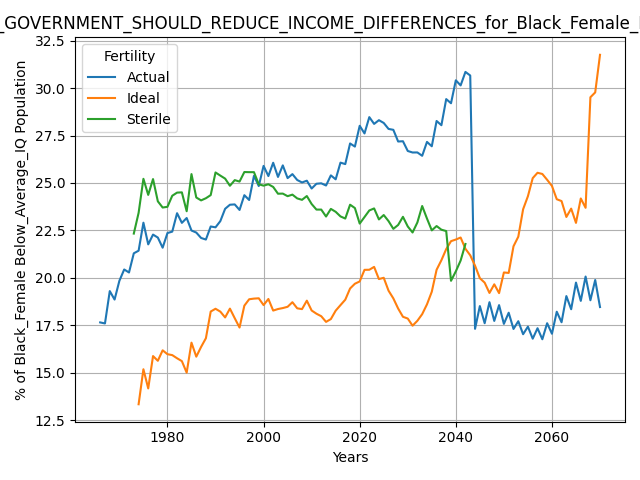 _GOVERNMENT_SHOULD_REDUCE_INCOME_DIFFERENCES_for_Black_Female_
Fertility
Actual
Ideal
Sterile
% of Black_Female Below_Average_IQ Population
32.5
30.0
27.5
25.0
22.5
20.0
17.5
15.0
12.5
1980
2000
2020
2040
2060
Years